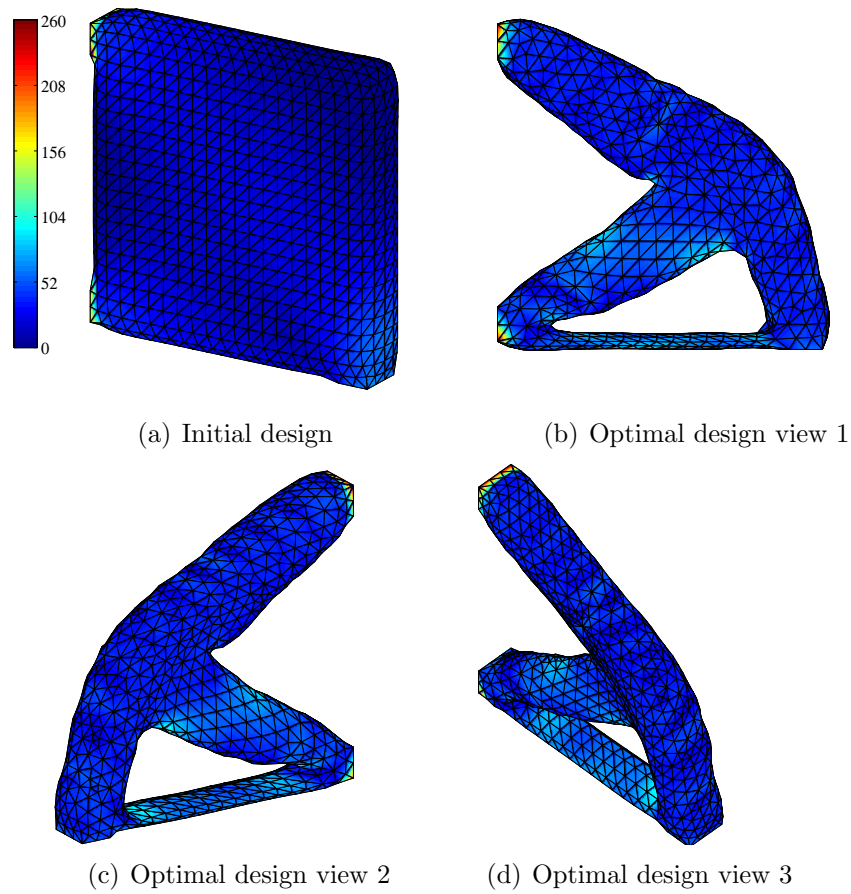 260
208
156
104
52
0
(a) Initial design
(b) Optimal design view 1
(c) Optimal design view 2
(d) Optimal design view 3